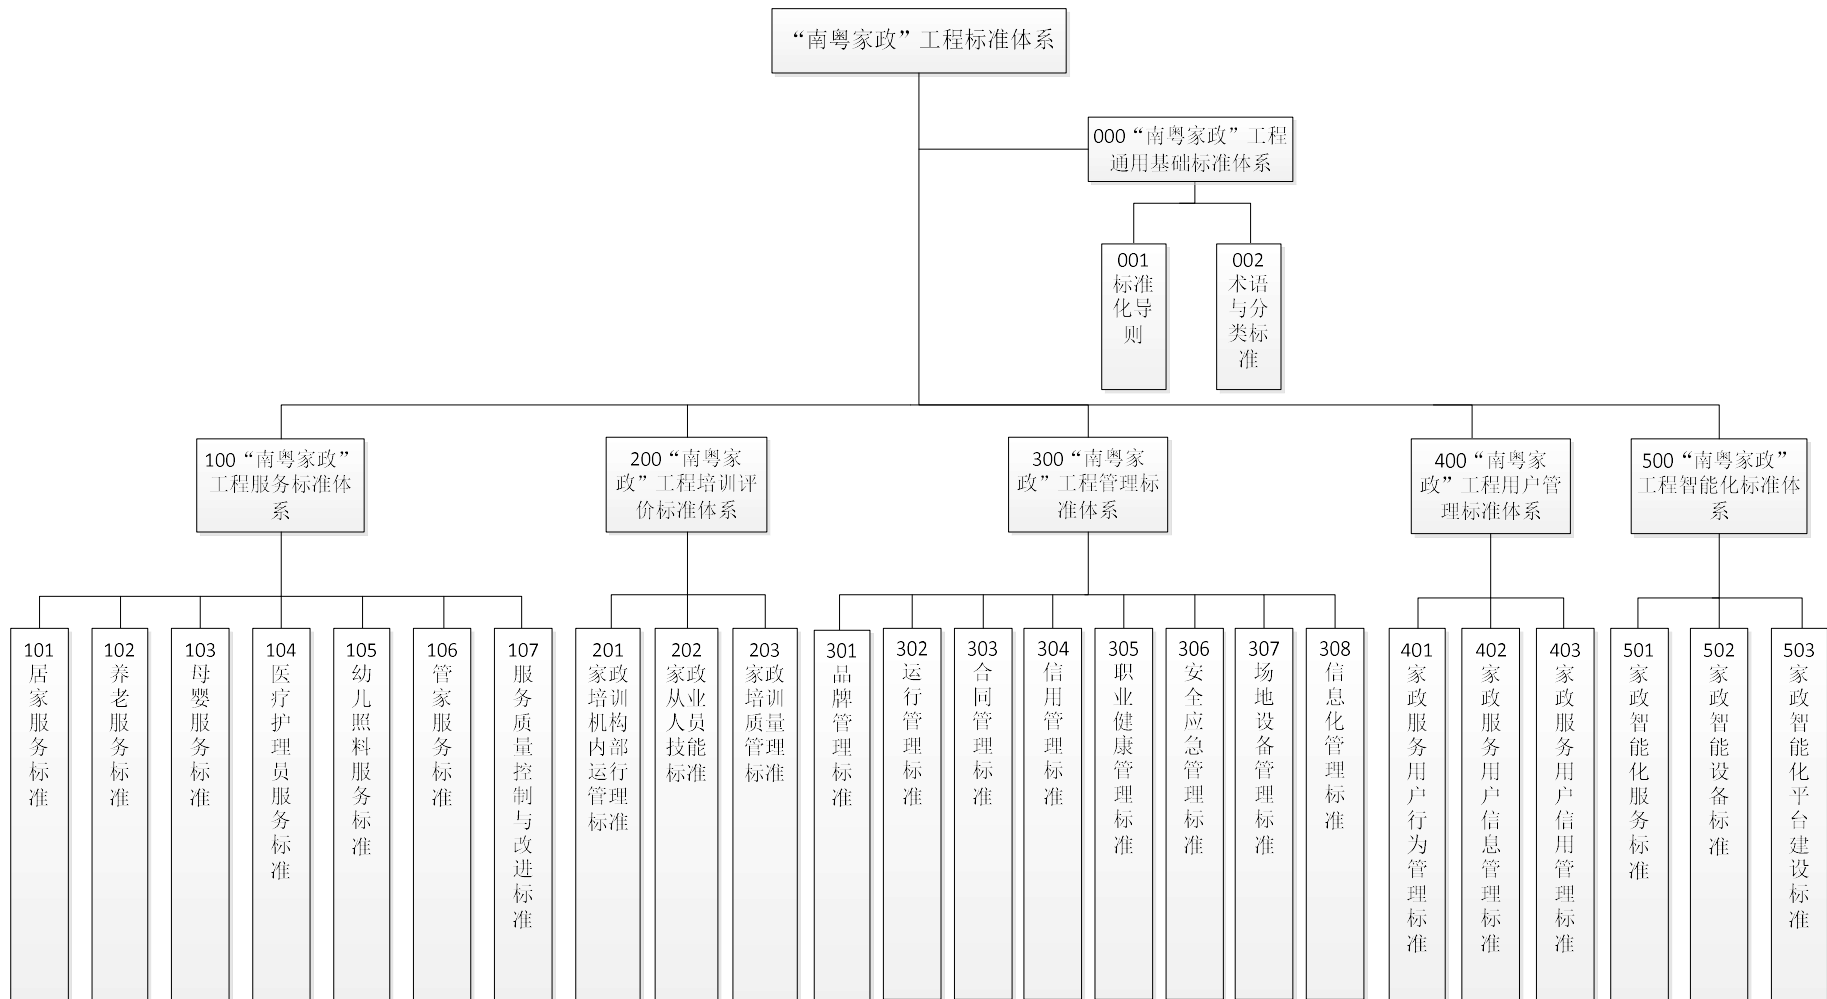 “南粤家政”工程标准体系
000“南粤家政”工程
通用基础标准体系
001
标准
化导
则
002
术语
与分
类标
准
100“南粤家政”
工程服务标准体
系
200“南粤家
政”工程培训评
价标准体系
300“南粤家
政”工程管理标
准体系
400“南粤家
政”工程用户管
理标准体系
500“南粤家政”
工程智能化标准体
系
101
居家服务标准
102
养老服务标准
103
母婴服务标准
104
医疗护理员服务标准
105
幼儿照料服务标准
106
管家服务标准
107
服务质量控制与改进标准
201
家政
培训
机构
内部
运行
管理
标准
202
家政
从业
人员
技能
标准
203
家政
培训
质量
管理
标准
301
品牌管理标准
302
运行管理标准
303
合同管理标准
304
信用管理标准
305
职业健康管理标准
306
安全应急管理标准
307
场地设备管理标准
308
信息化管理标准
401
家政服务用户行为管理标准
402
家政服务用户信息管理标准
403
家政服务用户信用管理标准
501
家政智能化服务标准
502
家政智能设备标准
503
家政智能化平台建设标准